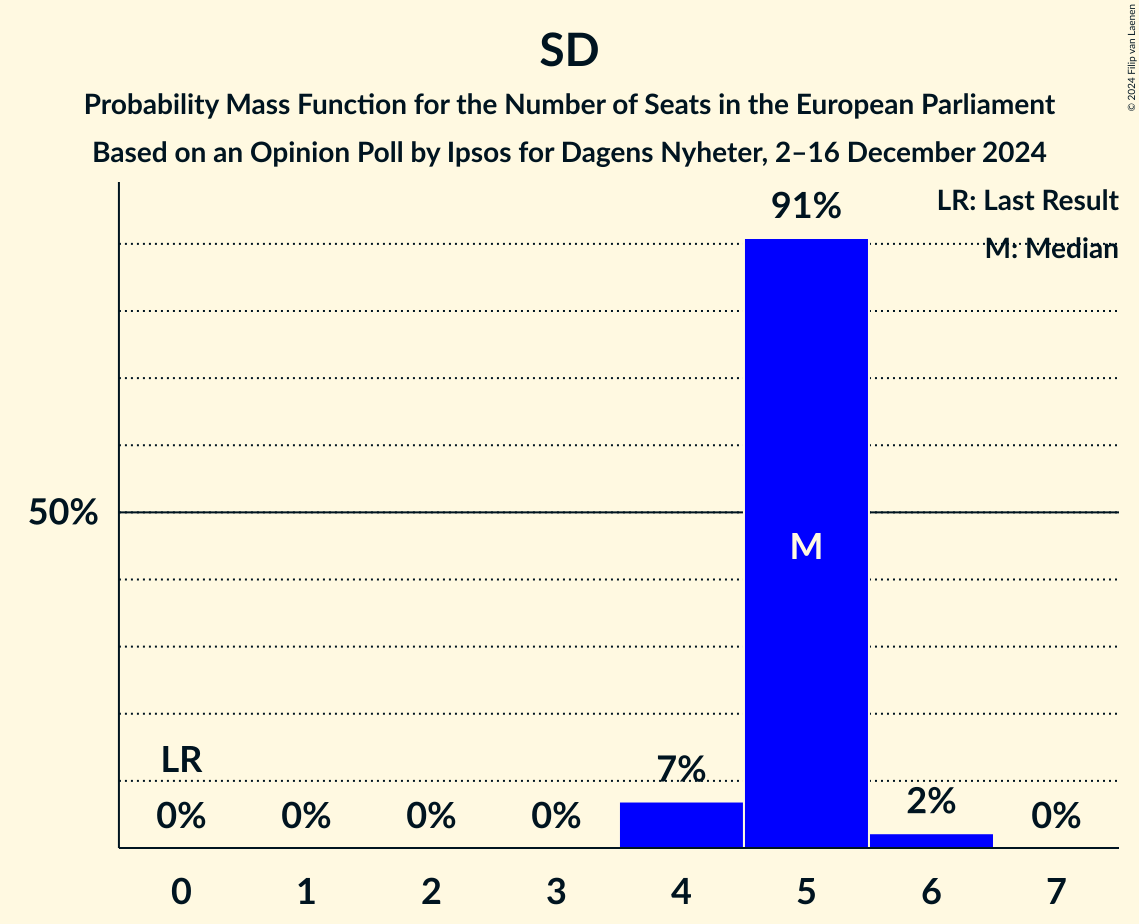 SD
Probability Mass Function for the Number of Seats in the European Parliament
Based on an Opinion Poll by Ipsos for Dagens Nyheter, 2–16 December 2024
© 2024 Filip van Laenen
LR: Last Result
M: Median
91%
50%
M
LR
0% 0% 0% 0% 7% 2% 0%
0 1 2 3 4 5 6 7